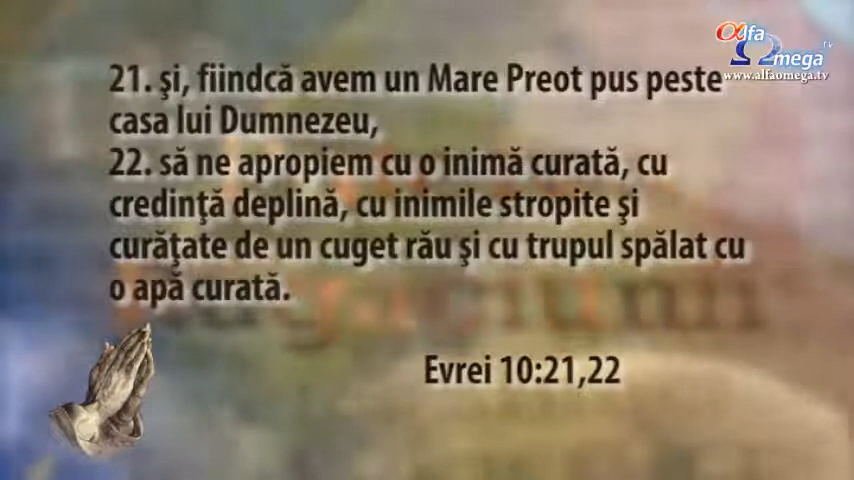 alfa
Omega tv
www.alfaomega.tv
21. şi, fiindcă avem un Mare Preot pus peste
casa lui Dumnezeu,
22. să ne apropiem cu o inimă curată, cu
credinţă deplină, cu inimile stropite şi
curăţate de un cuget rău şi cu trupul spălat cu
o apă curată.
Evrei 10:21,22